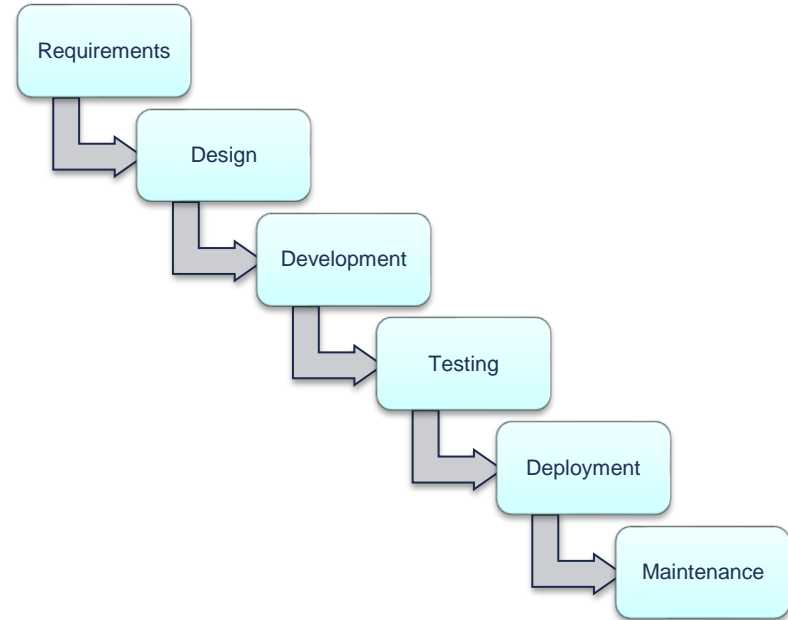 Requirements
Design
Development
Testing
Deployment
Maintenance